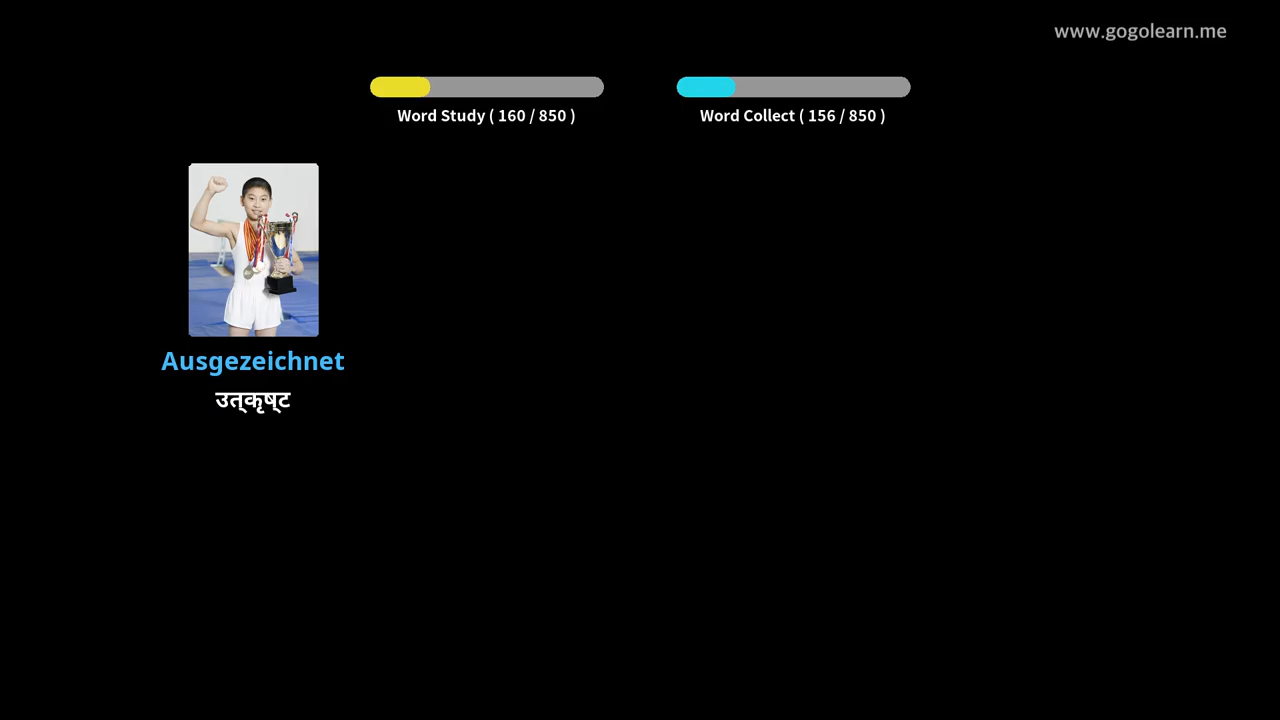 www.gogolearn.me
Word Study ( 160 / 850 )
Word Collect ( 156 / 850 )
Ausgezeichnet
उत्कृष्ट